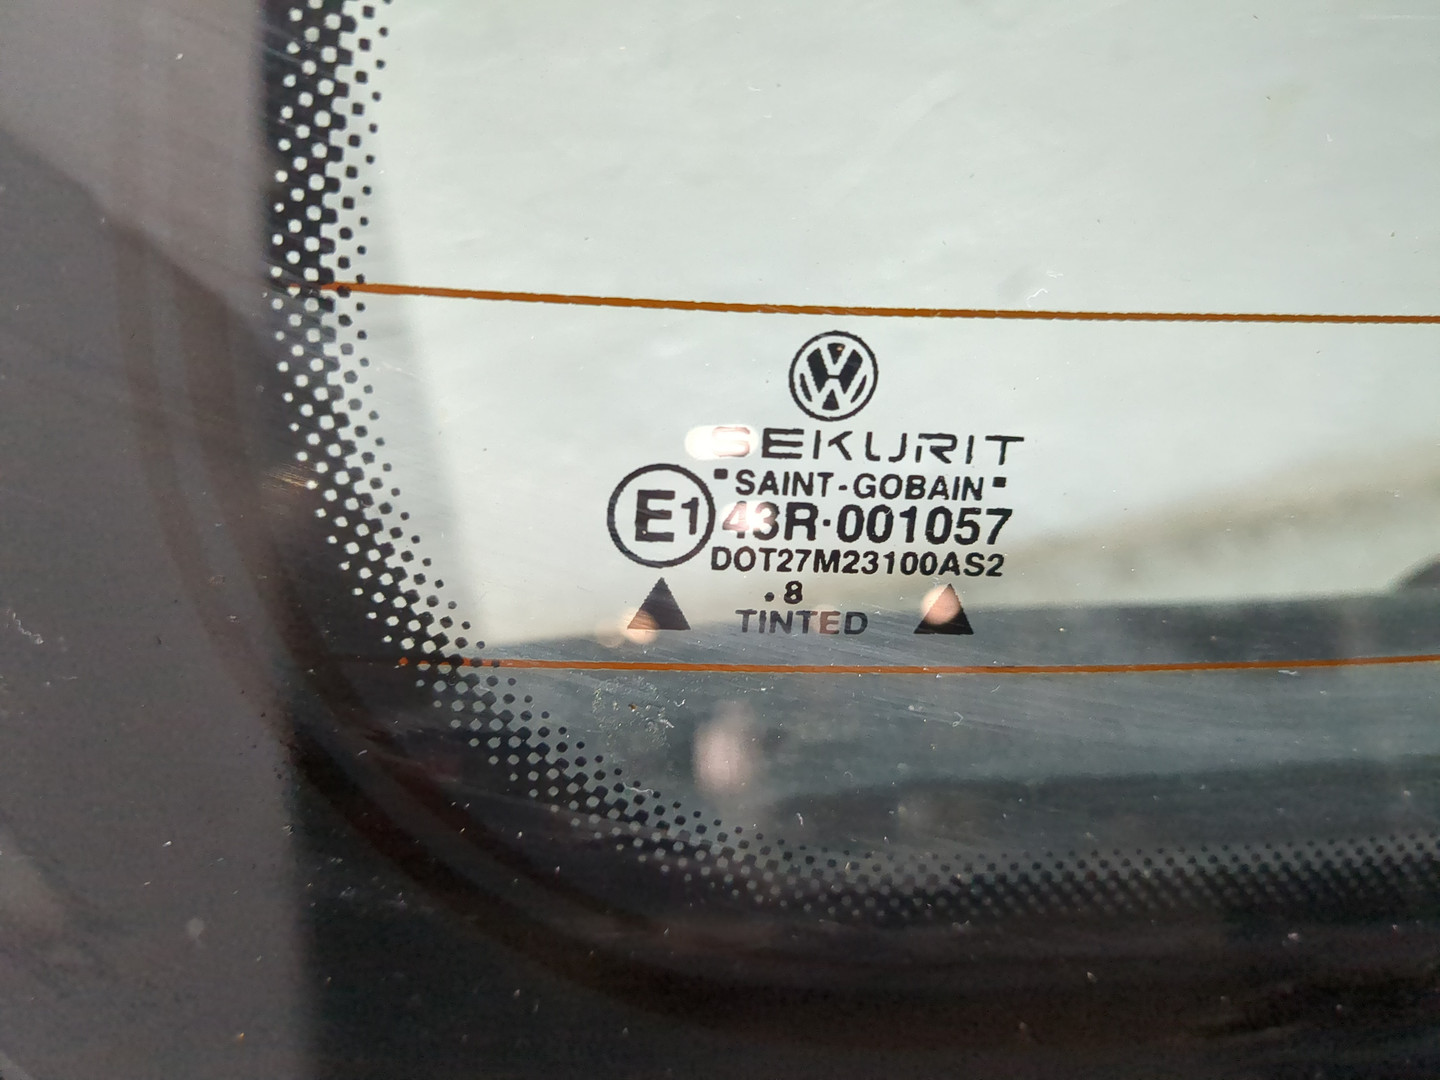 SEKURIT
"SAINT-GOBAIN"
E1 43R·001057
DOT27M23100AS2
.8
TINTED